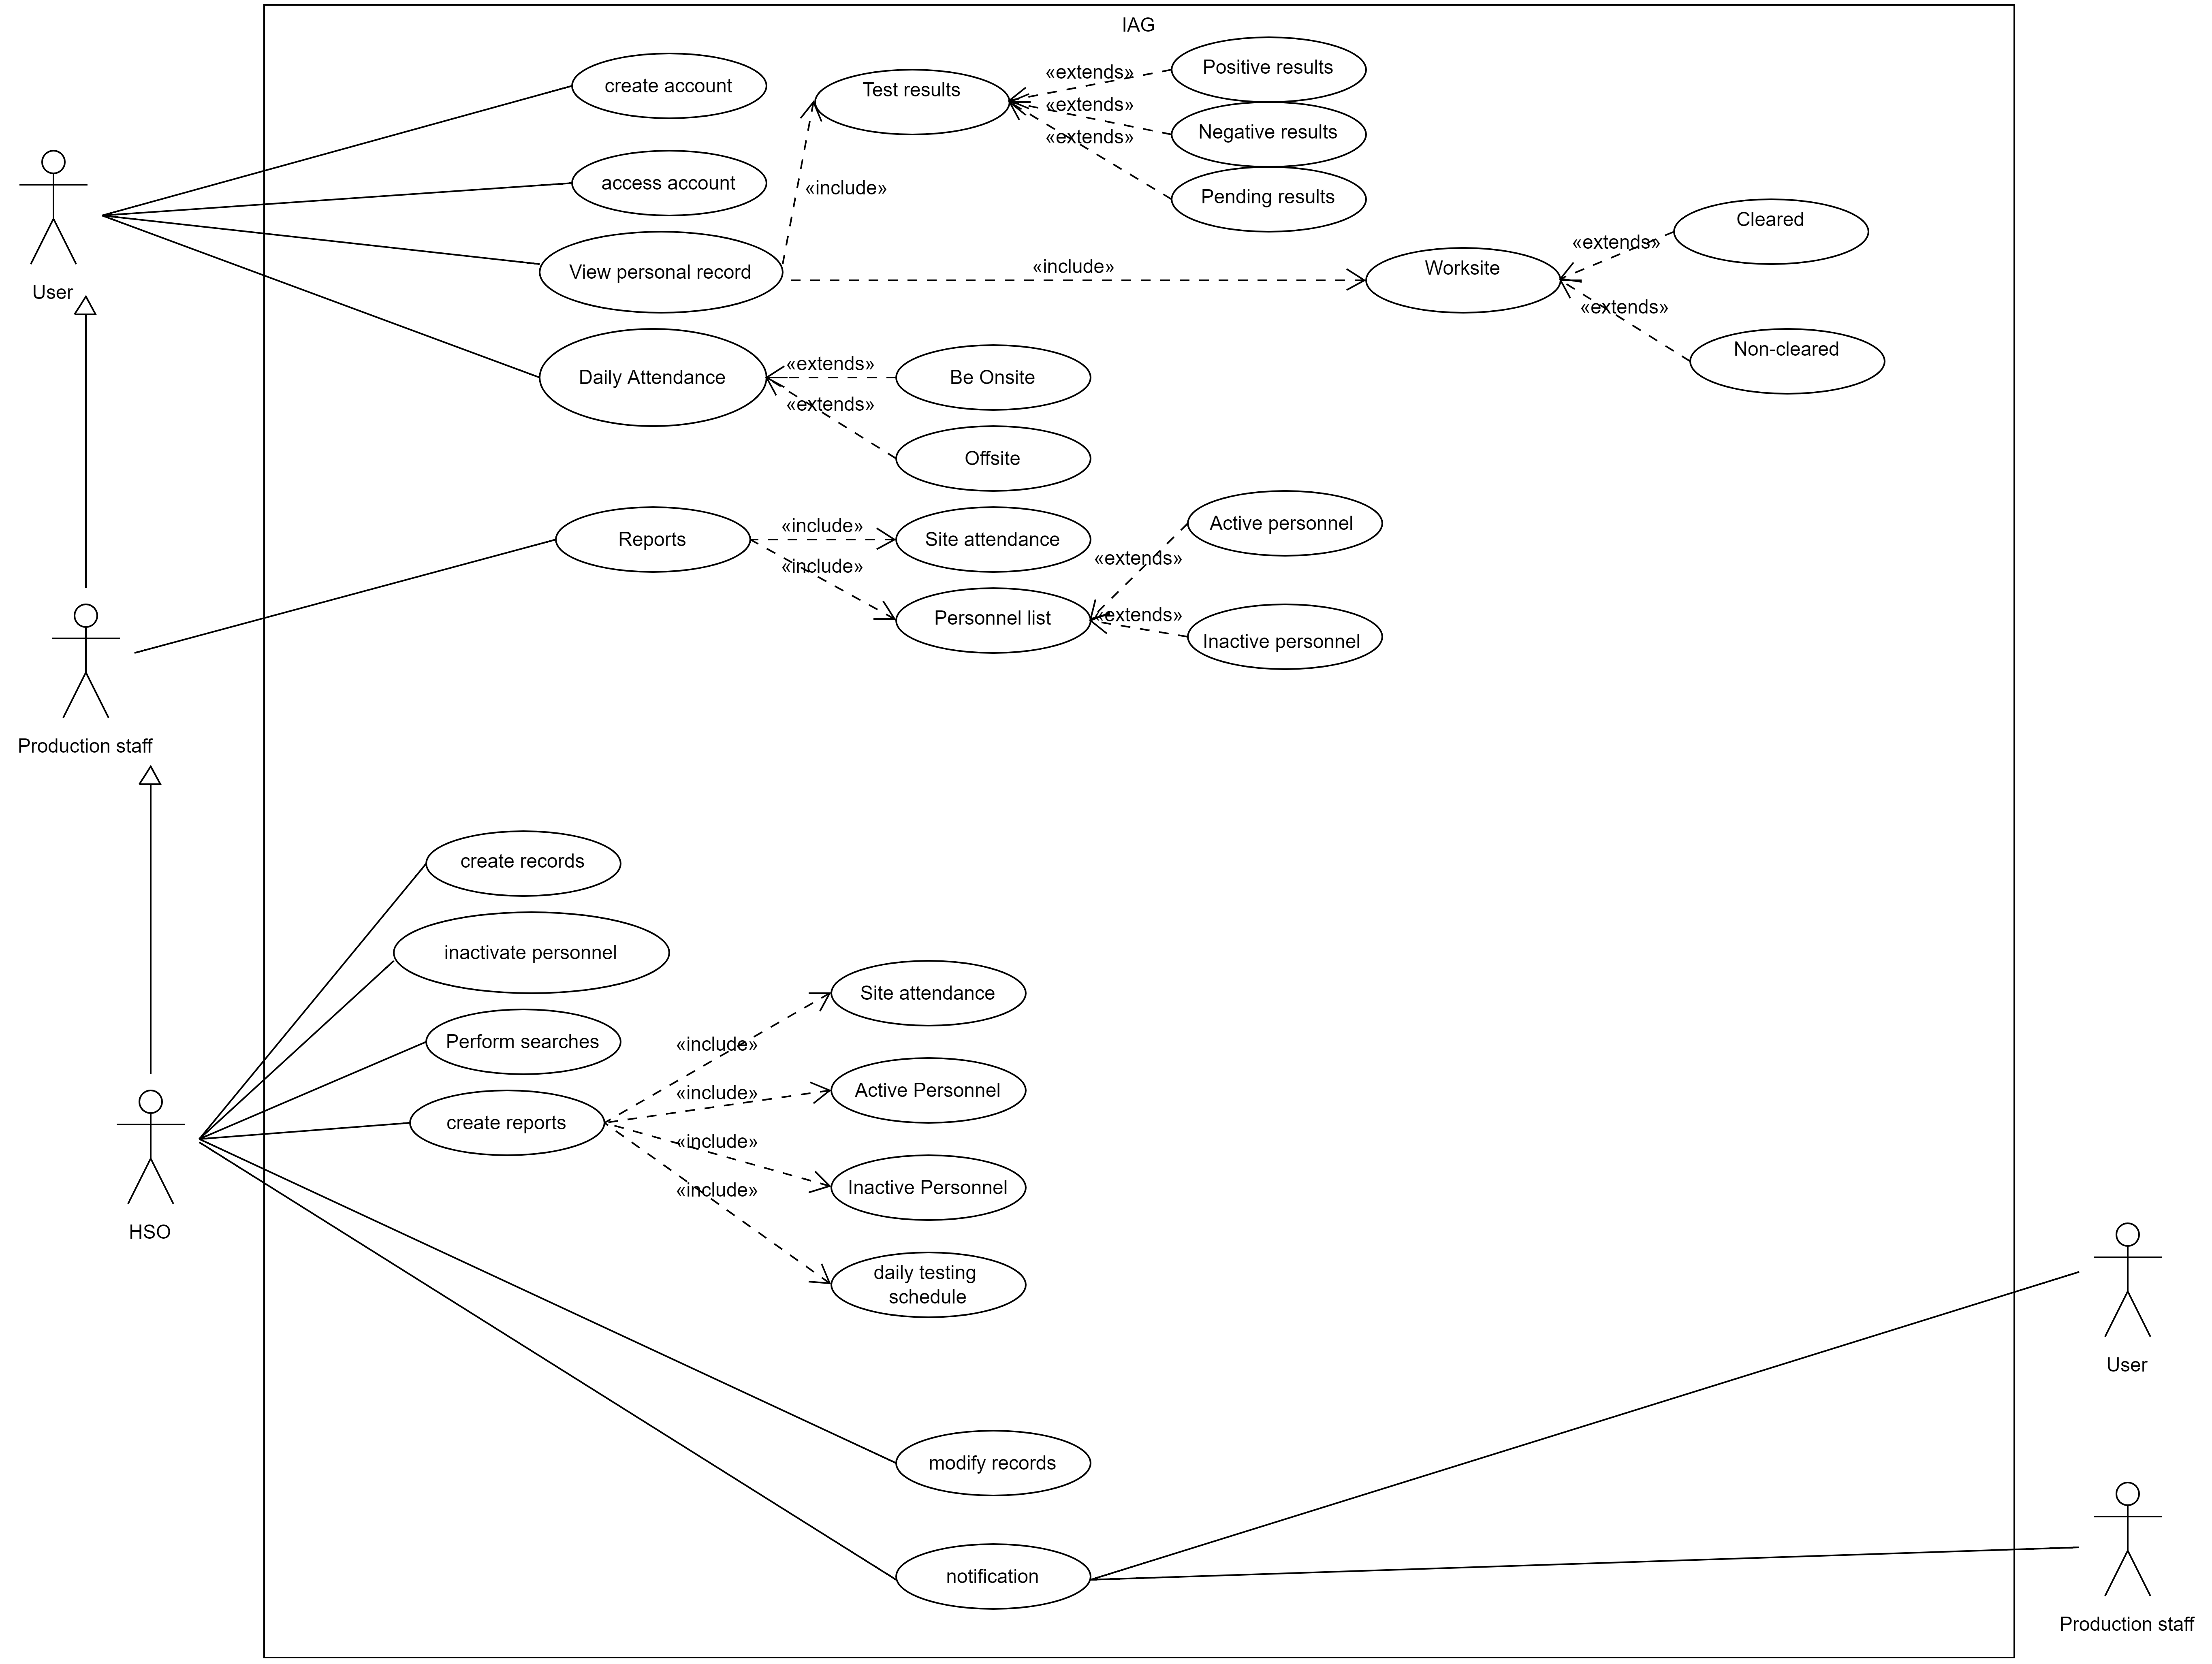 IAG
create account
Test results
«extends»
Positive results
«extends»
Negative results
«extends»
Pending results
access account
«include»
User
View personal record
«include»
Worksite
«extends»
Cleared
«extends»
Non-cleared
Daily Attendance
«extends»
Be Onsite
«extends»
Offsite
Reports
«include»
Site attendance
«include»
Personnel list
«extends»
Active personnel
«extends»
Inactive personnel
Production staff
create records
inactivate personnel
Perform searches
create reports
«include»
Site attendance
«include»
Active Personnel
«include»
Inactive Personnel
«include»
daily testing
schedule
HSO
User
modify records
notification
Production staff